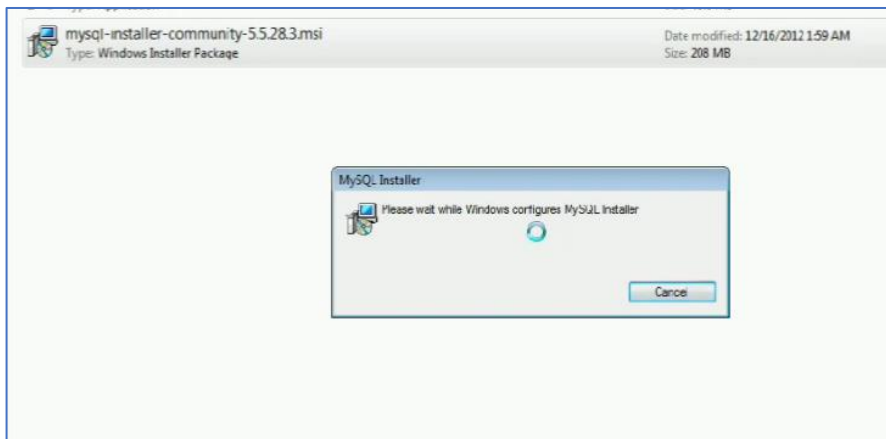 mysql-installer-community-5.5.28.3.msi
Type: Windows Installer Package
Date modified: 12/16/2012 1:59 AM
Size: 208 MB
MySQL Installer
Please wait while Windows configures MySQL Installer
Cancel